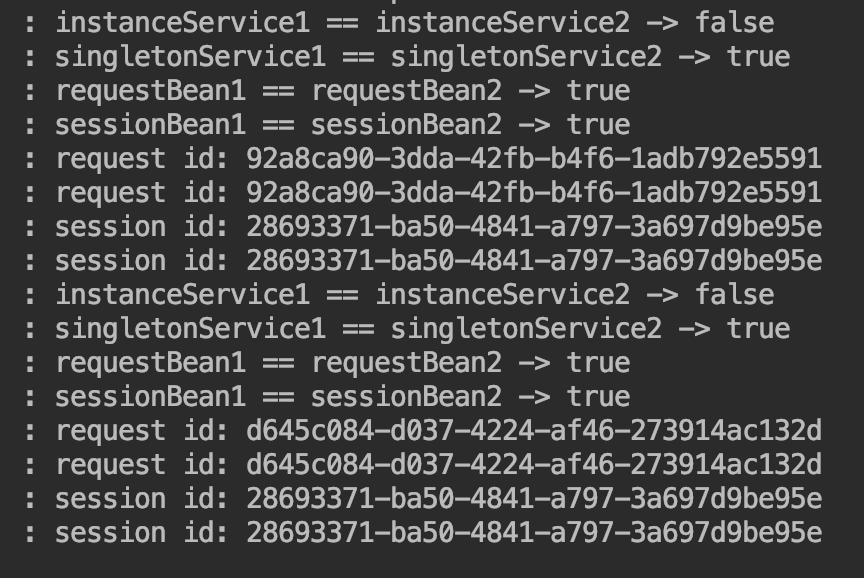 : instanceService1 == instanceService2 -> false
: singletonService1 == singletonService2 -> true
: requestBean1 == requestBean2 -> true
: sessionBean1 == sessionBean2 -> true
: request id: 92a8ca90-3dda-42fb-b4f6-1adb792e5591
: request id: 92a8ca90-3dda-42fb-b4f6-1adb792e5591
: session id: 28693371-ba50-4841-a797-3a697d9be95e
: session id: 28693371-ba50-4841-a797-3a697d9be95e
: instanceService1 == instanceService2 -> false
: singletonService1 == singletonService2 -> true
: requestBean1 == requestBean2 -> true
: sessionBean1 == sessionBean2 -> true
: request id: d645c084-d037-4224-af46-273914ac132d
: request id: d645c084-d037-4224-af46-273914ac132d
: session id: 28693371-ba50-4841-a797-3a697d9be95e
: session id: 28693371-ba50-4841-a797-3a697d9be95e